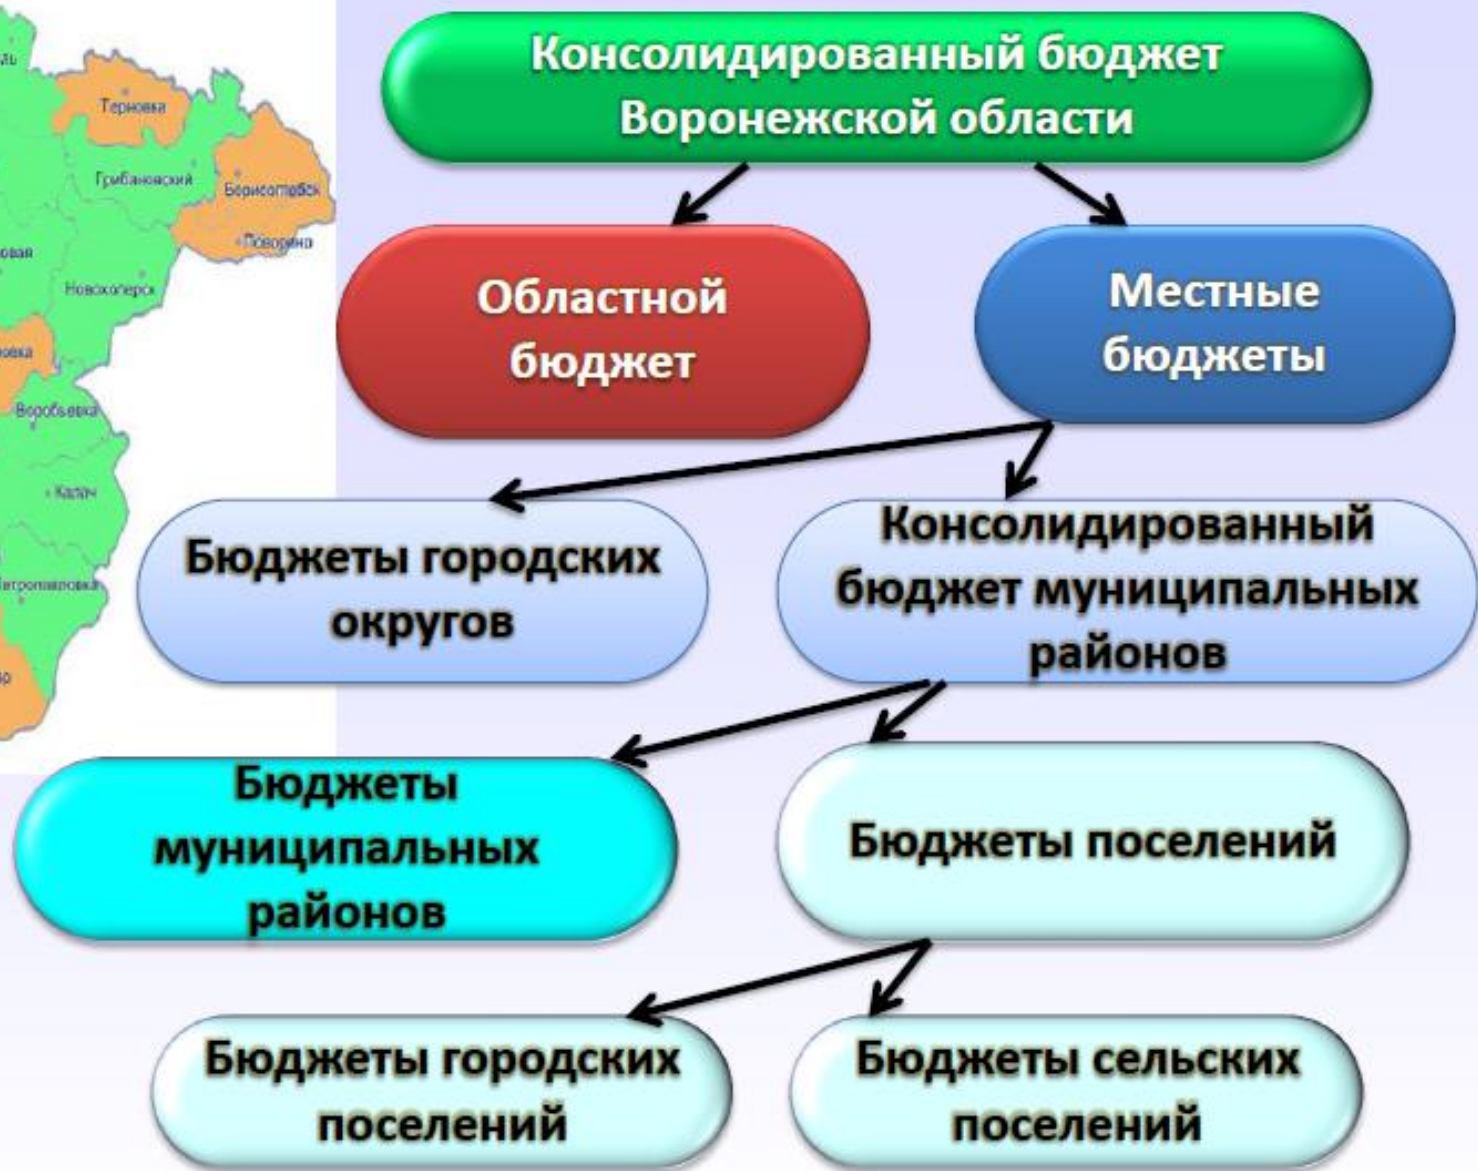 Консолидированный бюджет
Воронежской области
Областной
бюджет
Местные
бюджеты
Бюджеты городских
округов
Консолидированный
бюджет муниципальных
районов
Бюджеты
муниципальных
районов
Бюджеты поселений
Бюджеты городских
поселений
Бюджеты сельских
поселений
Терновка
Грибановский
Борисоглебск
Поворино
Новохоперск
Воробьевка
Калач